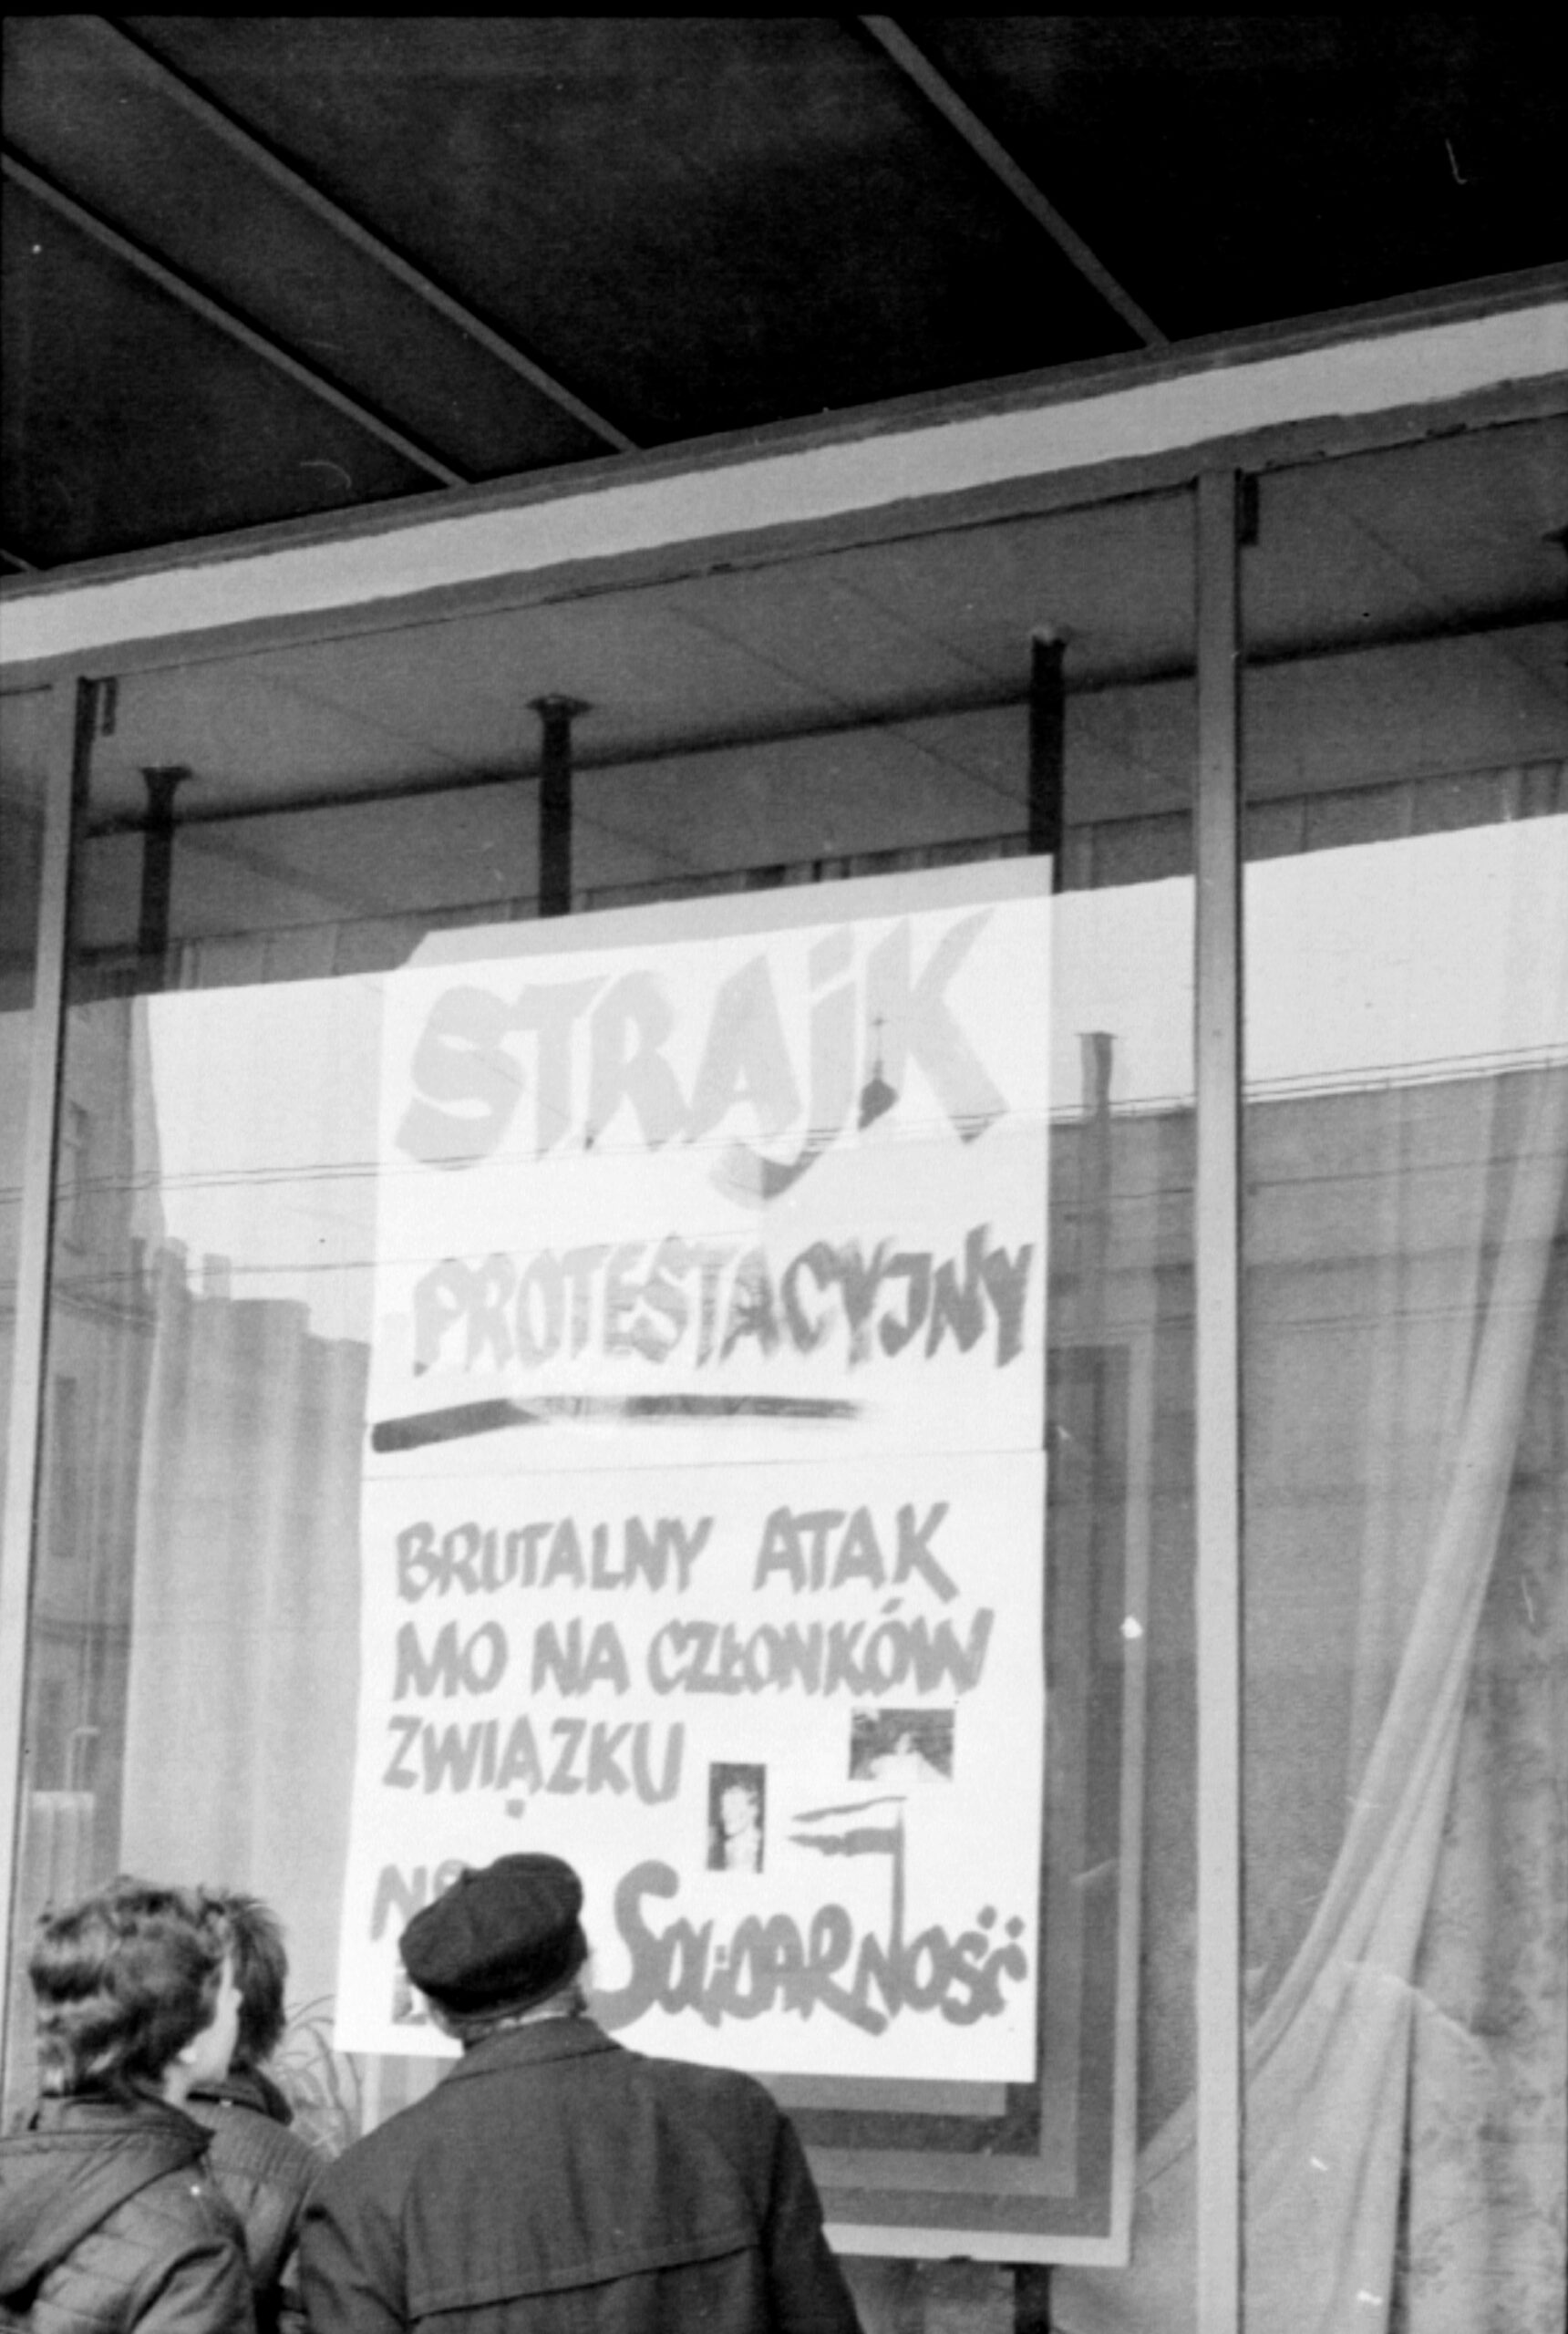 STRAJK
PROTESTACYJNY
BRUTALNY ATAK
MO NA CZŁONKÓW
ZWIĄZKU
SOLIDARNOŚĆ